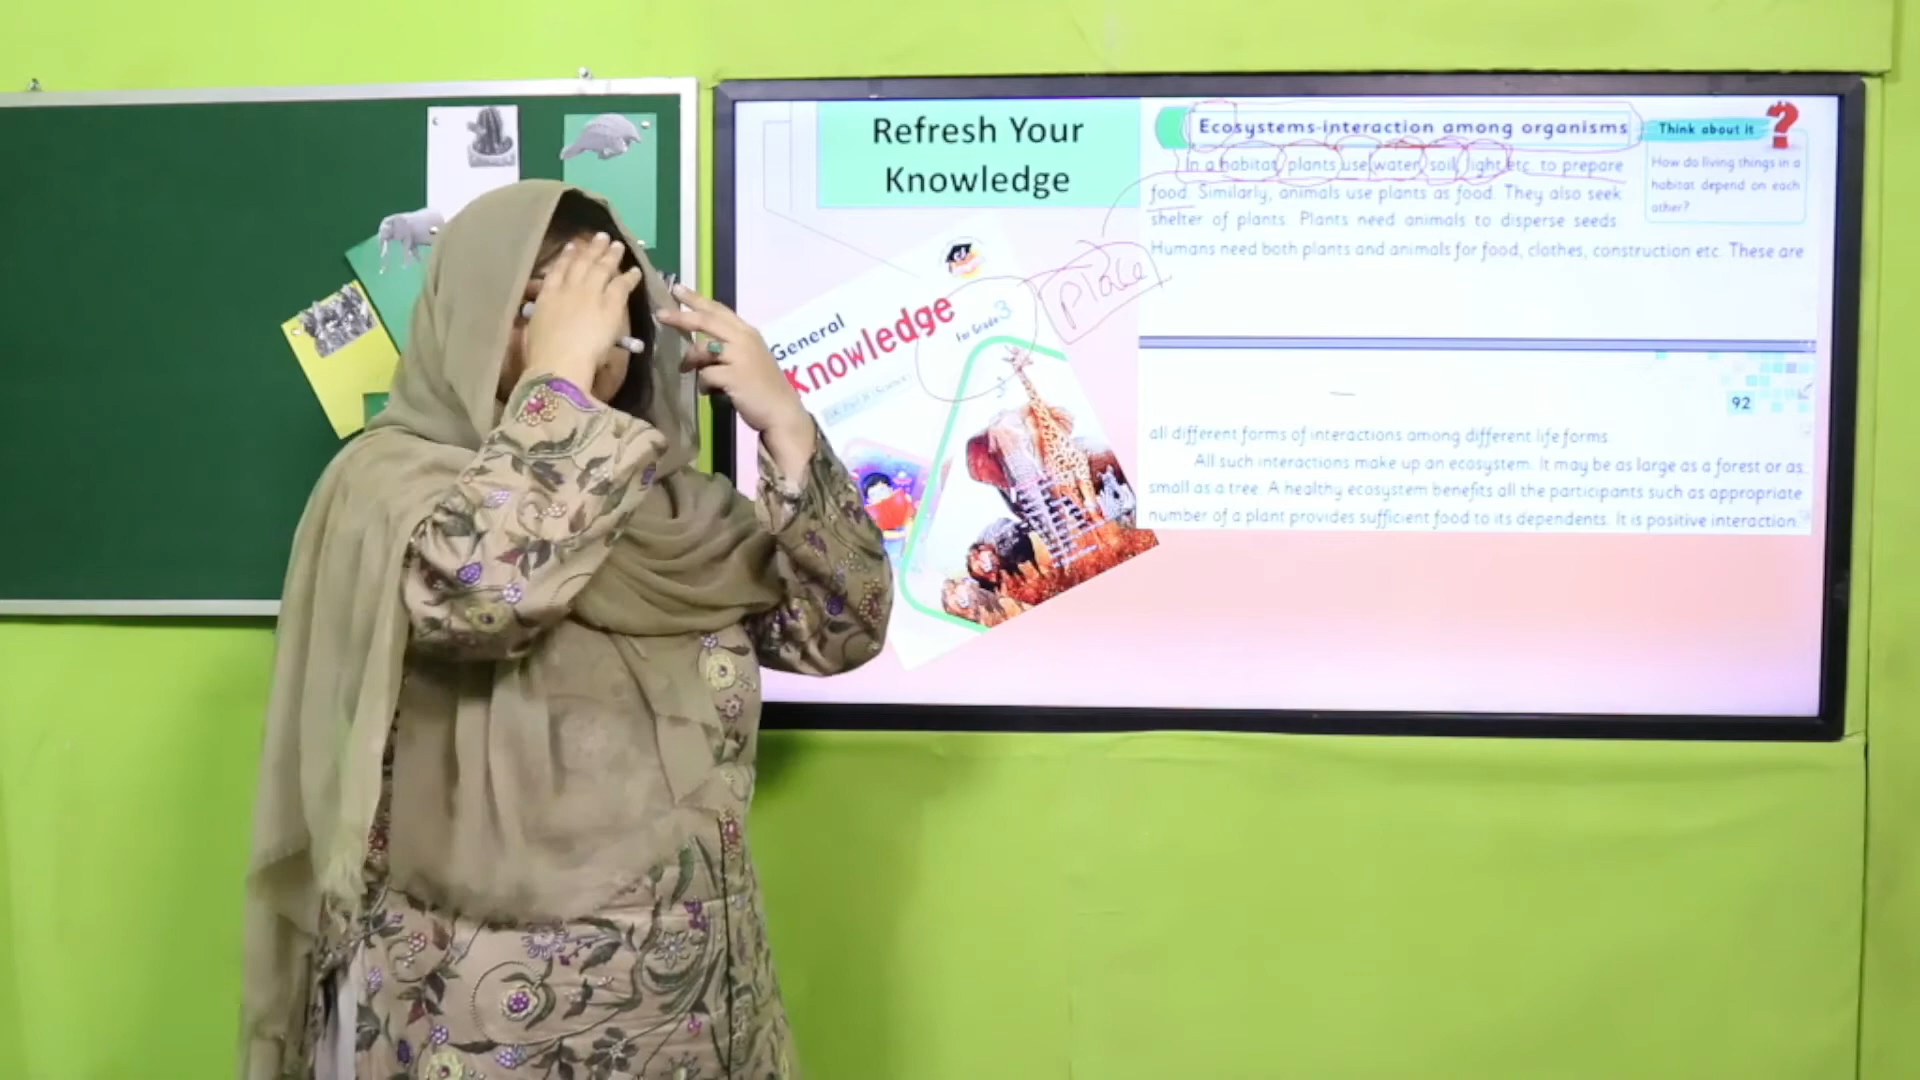 Refresh Your
Knowledge
General
Knowledge
For Grade 3
place
Ecosystems-interaction among organisms
In a habitat, plants use water, soil, light etc. to prepare
food. Similarly, animals use plants as food. They also seek
shelter of plants. Plants need animals to disperse seeds.
Humans need both plants and animals for food, clothes, construction etc. These are
Think about it
?
How do living things in a
habitat depend on each
other?
92
all different forms of interactions among different life forms.
All such interactions make up an ecosystem. It may be as large as a forest or as
small as a tree. A healthy ecosystem benefits all the participants such as appropriate
number of a plant provides sufficient food to its dependents. It is positive interaction.